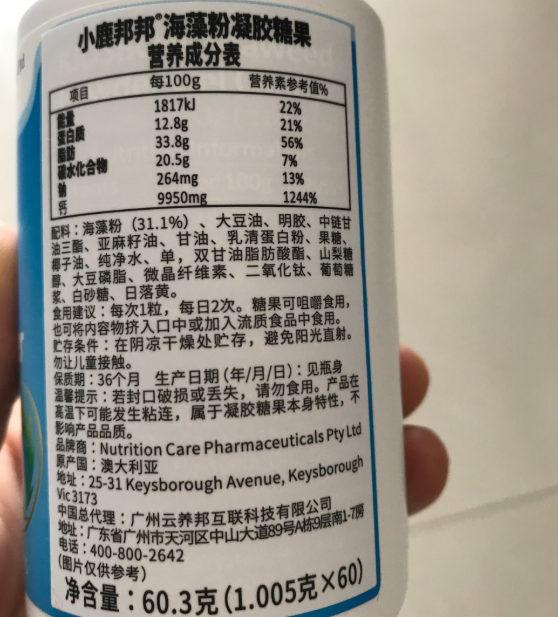 小鹿邦邦®海藻粉凝胶糖果
营养成分表
项目 每100g 营养素参考值%
能量 1817kJ 22%
蛋白质 12.8g 21%
脂肪 33.8g 56%
碳水化合物 20.5g 7%
钠 264mg 13%
钙 9950mg 1244%
配料：海藻粉（31.1%）、大豆油、明胶、中链甘
油三酯、亚麻籽油、甘油、乳清蛋白粉、果糖、
椰子油、纯净水、单，双甘油脂肪酸酯、山梨糖
醇、大豆磷脂、微晶纤维素、二氧化钛、葡萄糖
浆、白砂糖、日落黄。
食用建议：每次1粒，每日2次。糖果可咀嚼食用，
也可将内容物挤入口中或加入流质食品中食用。
贮存条件：在阴凉干燥处贮存，避免阳光直射。
勿让儿童接触。
保质期：36个月 生产日期（年/月/日）：见瓶身
温馨提示：若封口破损或丢失，请勿食用。产品在
高温下可能发生粘连，属于凝胶糖果本身特性，不
影响产品品质。
品牌商：Nutrition Care Pharmaceuticals Pty Ltd
原产国：澳大利亚
地址：25-31 Keysborough Avenue, Keysborough
Vic 3173
中国总代理：广州云养邦互联科技有限公司
地址：广东省广州市天河区中山大道89号A栋9层南1-7房
电话：400-800-2642
（图片仅供参考）
净含量：60.3克（1.005克×60）